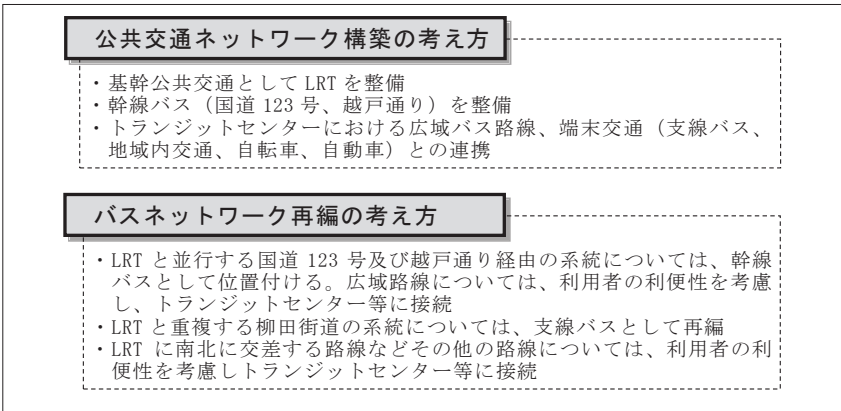 公共交通ネットワーク構築の考え方
・基幹公共交通として LRT を整備
・幹線バス（国道 123 号、越戸通り）を整備
・トランジットセンターにおける広域バス路線、端末交通（支線バス、
地域内交通、自転車、自動車）との連携
バスネットワーク再編の考え方
・LRT と並行する国道 123 号及び越戸通り経由の系統については、幹線
バスとして位置付ける。広域路線については、利用者の利便性を考慮
し、トランジットセンター等に接続
・LRT と重複する柳田街道の系統については、支線バスとして再編
・LRT に南北に交差する路線などその他の路線については、利用者の利
便性を考慮しトランジットセンター等に接続